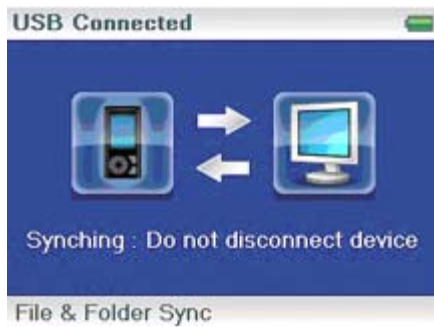 USB Connected
Synching : Do not disconnect device
File & Folder Sync